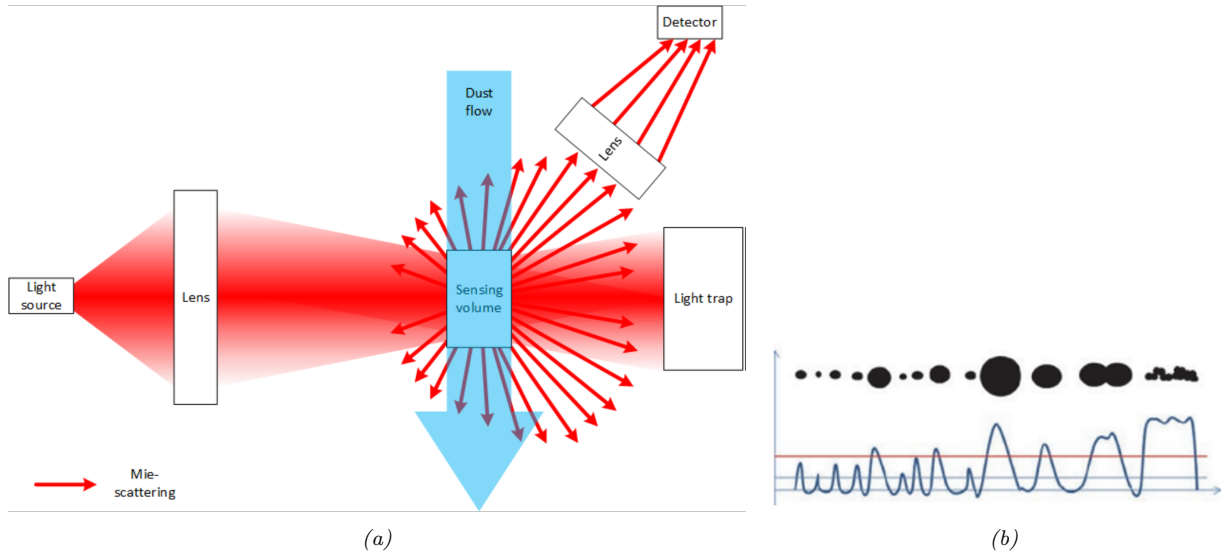 Detector
Dust
flow
Lens
Light
source
Lens
Sensing
volume
Light trap
Mie-
scattering
(a)
(b)